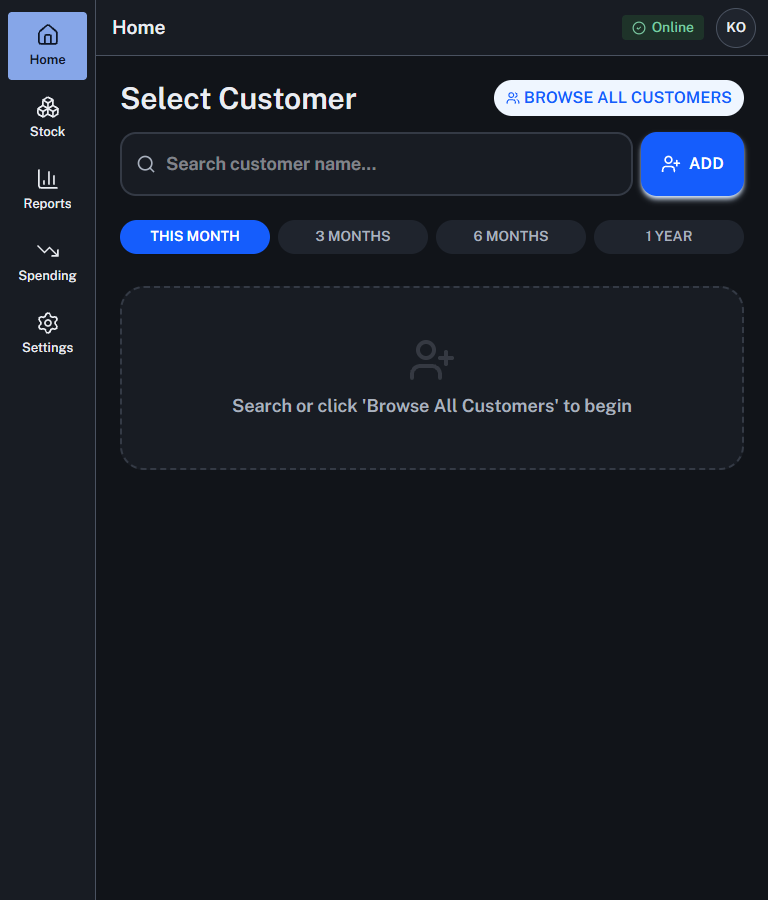 Home
Online
KO
Home
Stock
Reports
Spending
Settings
Select Customer
BROWSE ALL CUSTOMERS
Search customer name...
ADD
THIS MONTH
3 MONTHS
6 MONTHS
1 YEAR
Search or click 'Browse All Customers' to begin